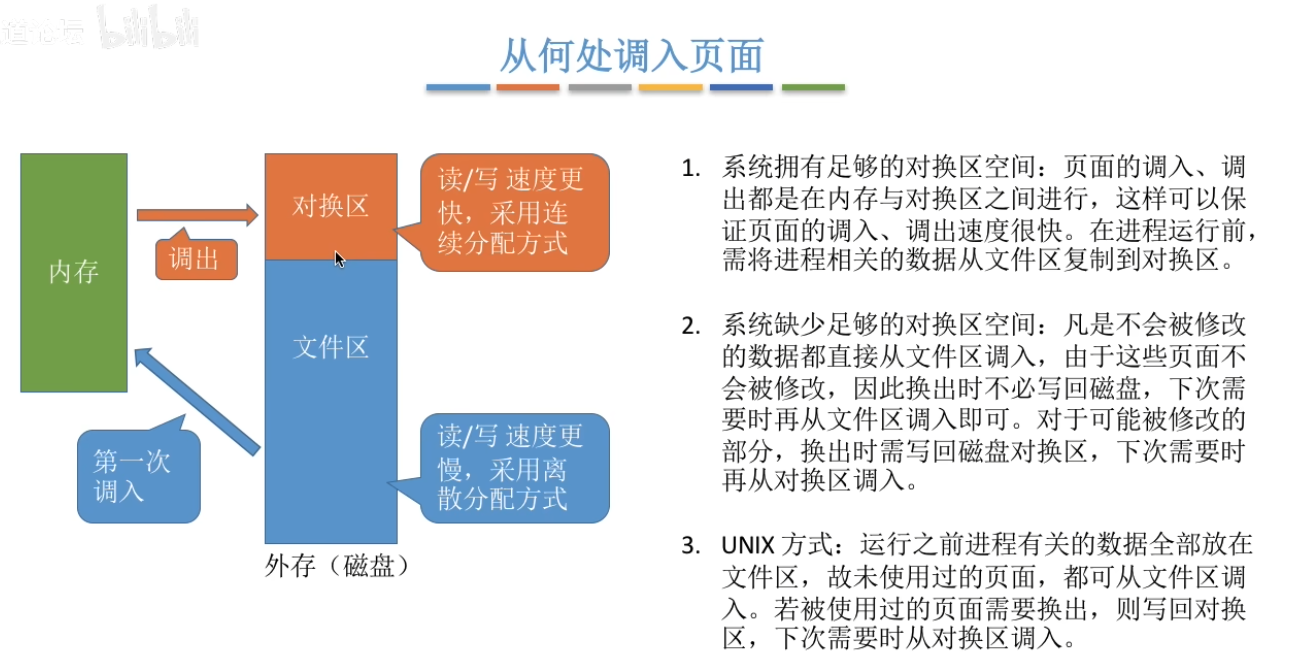 bilibili
从何处调入页面
内存
调出
对换区
读/写 速度更
快，采用连
续分配方式
文件区
第一次
调入
读/写 速度更
慢，采用离
散分配方式
外存（磁盘）
1. 系统拥有足够的对换区空间：页面的调入、调
出都是在内存与对换区之间进行，这样可以保
证页面的调入、调出速度很快。在进程运行前，
需将进程相关的数据从文件区复制到对换区。
2. 系统缺少足够的对换区空间：凡是不会被修改
的数据都直接从文件区调入，由于这些页面不
会被修改，因此换出时不必写回磁盘，下次需
要时再从文件区调入即可。对于可能被修改的
部分，换出时需写回磁盘对换区，下次需要时
再从对换区调入。
3. UNIX 方式：运行之前进程有关的数据全部放在
文件区，故未使用过的页面，都可从文件区调
入。若被使用过的页面需要换出，则写回对换
区，下次需要时从对换区调入。